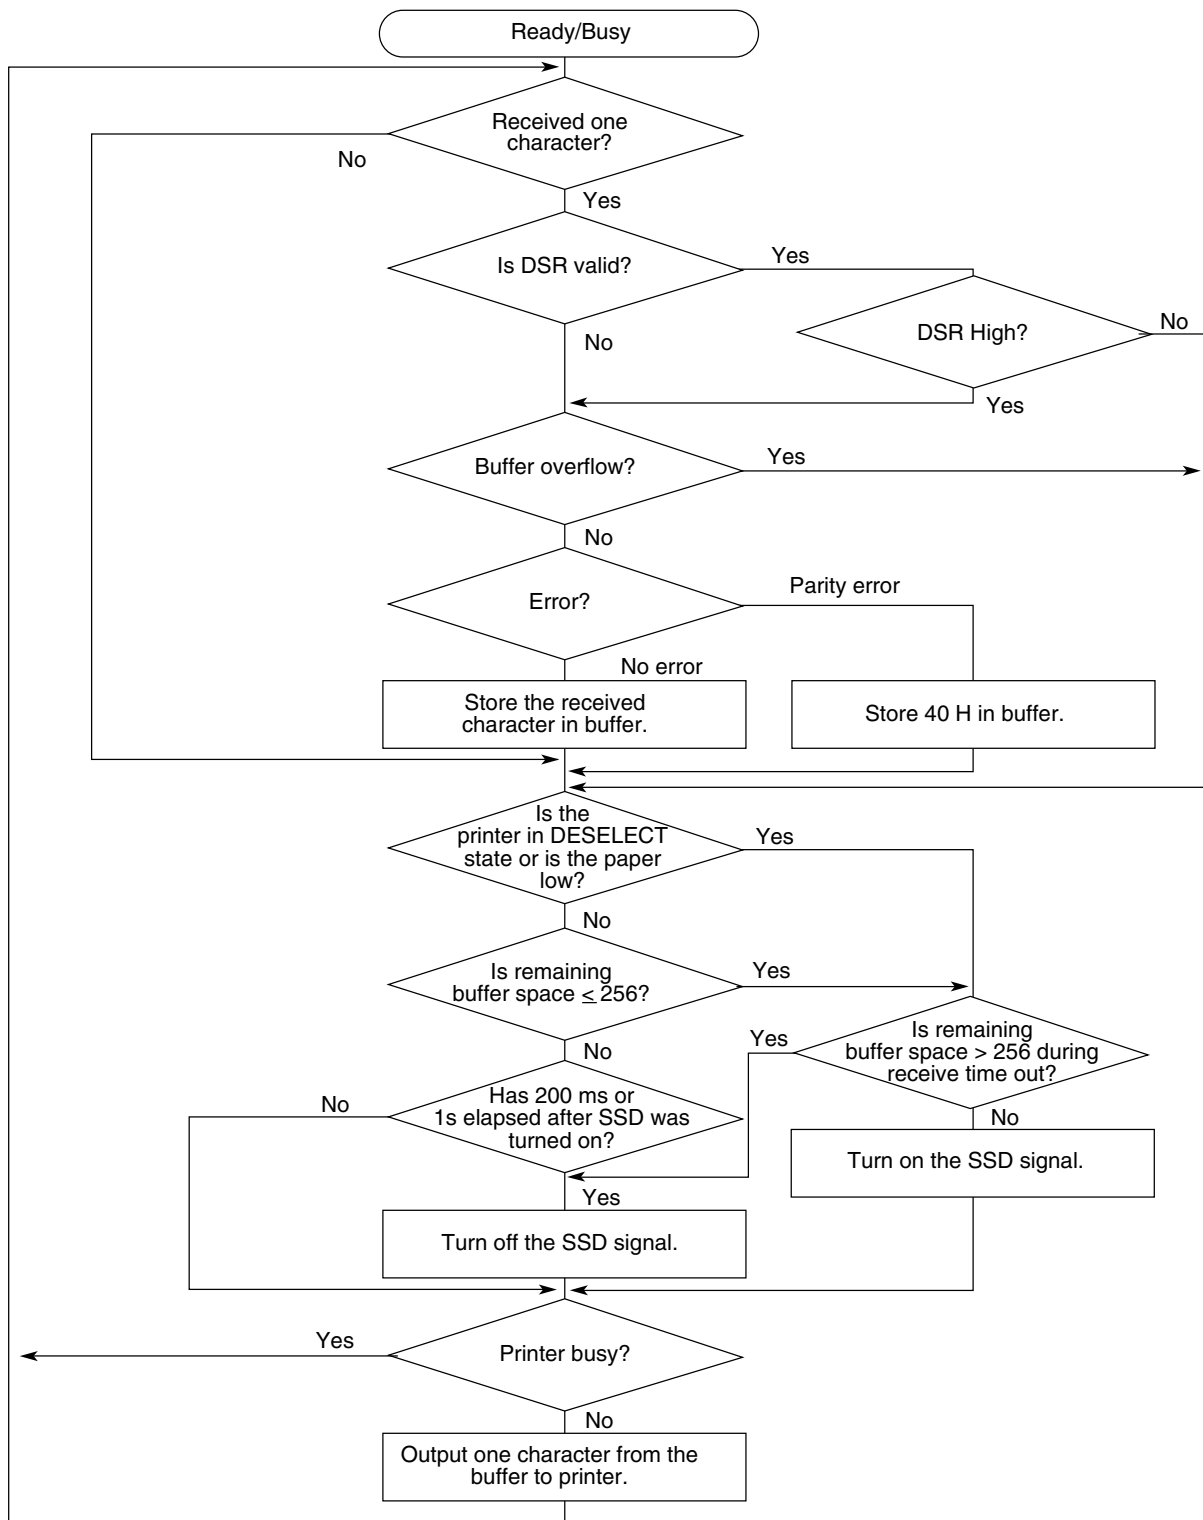 Ready/Busy
Received one
character?
No
Yes
Is DSR valid?
Yes
No
DSR High?
No
Yes
Buffer overflow?
Yes
No
Error?
Parity error
No error
Store the received
character in buffer.
Store 40 H in buffer.
Is the
printer in DESELECT
state or is the paper
low?
Yes
No
Is remaining
buffer space ≤ 256?
Yes
No
Is remaining
buffer space > 256 during
receive time out?
Yes
No
Has 200 ms or
1s elapsed after SSD was
turned on?
No
Yes
Turn on the SSD signal.
Turn off the SSD signal.
Printer busy?
Yes
No
Output one character from the
buffer to printer.